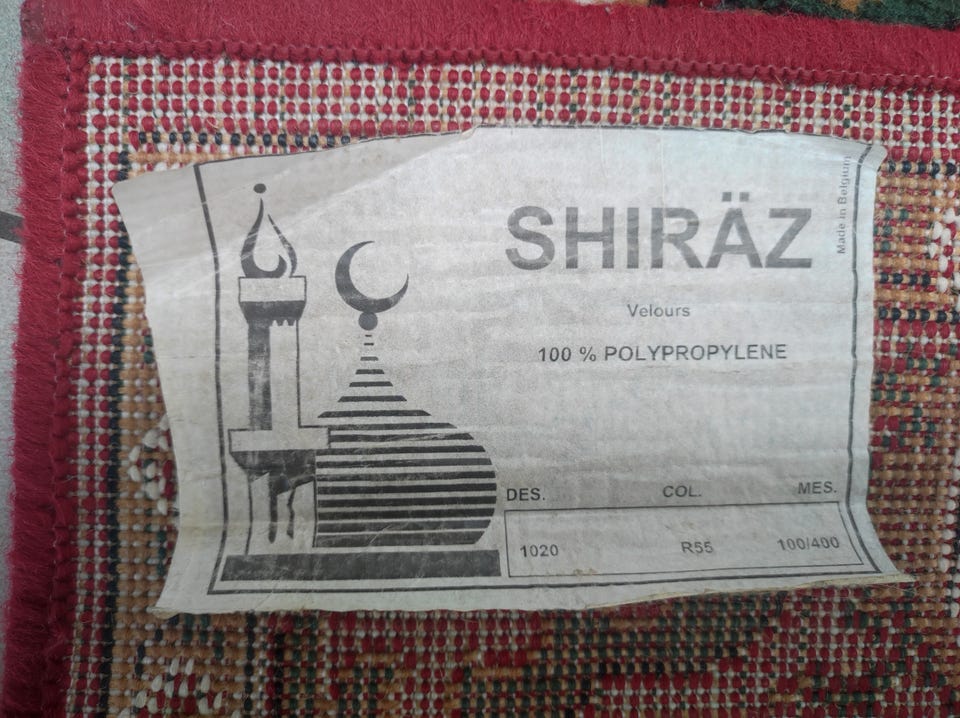 SHIRÄZ
Made in Belgium
Velours
100 % POLYPROPYLENE
DES. COL. MES.
1020 R55 100/400